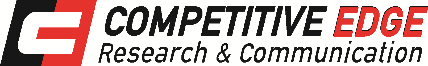 COMPETITIVE EDGE
Research & Communication